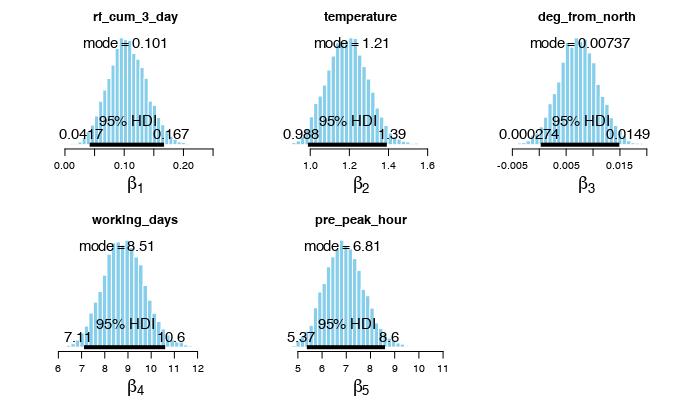 rf_cum_3_day
mode = 0.101
95% HDI
0.0417 0.167
0.00 0.10 0.20
β1
temperature
mode = 1.21
95% HDI
0.988 1.39
1.0 1.2 1.4 1.6
β2
deg_from_north
mode = 0.00737
95% HDI
0.000274 0.0149
-0.005 0.005 0.015
β3
working_days
mode = 8.51
95% HDI
7.11 10.6
6 7 8 9 10 11 12
β4
pre_peak_hour
mode = 6.81
95% HDI
5.37 8.6
5 6 7 8 9 10 11
β5